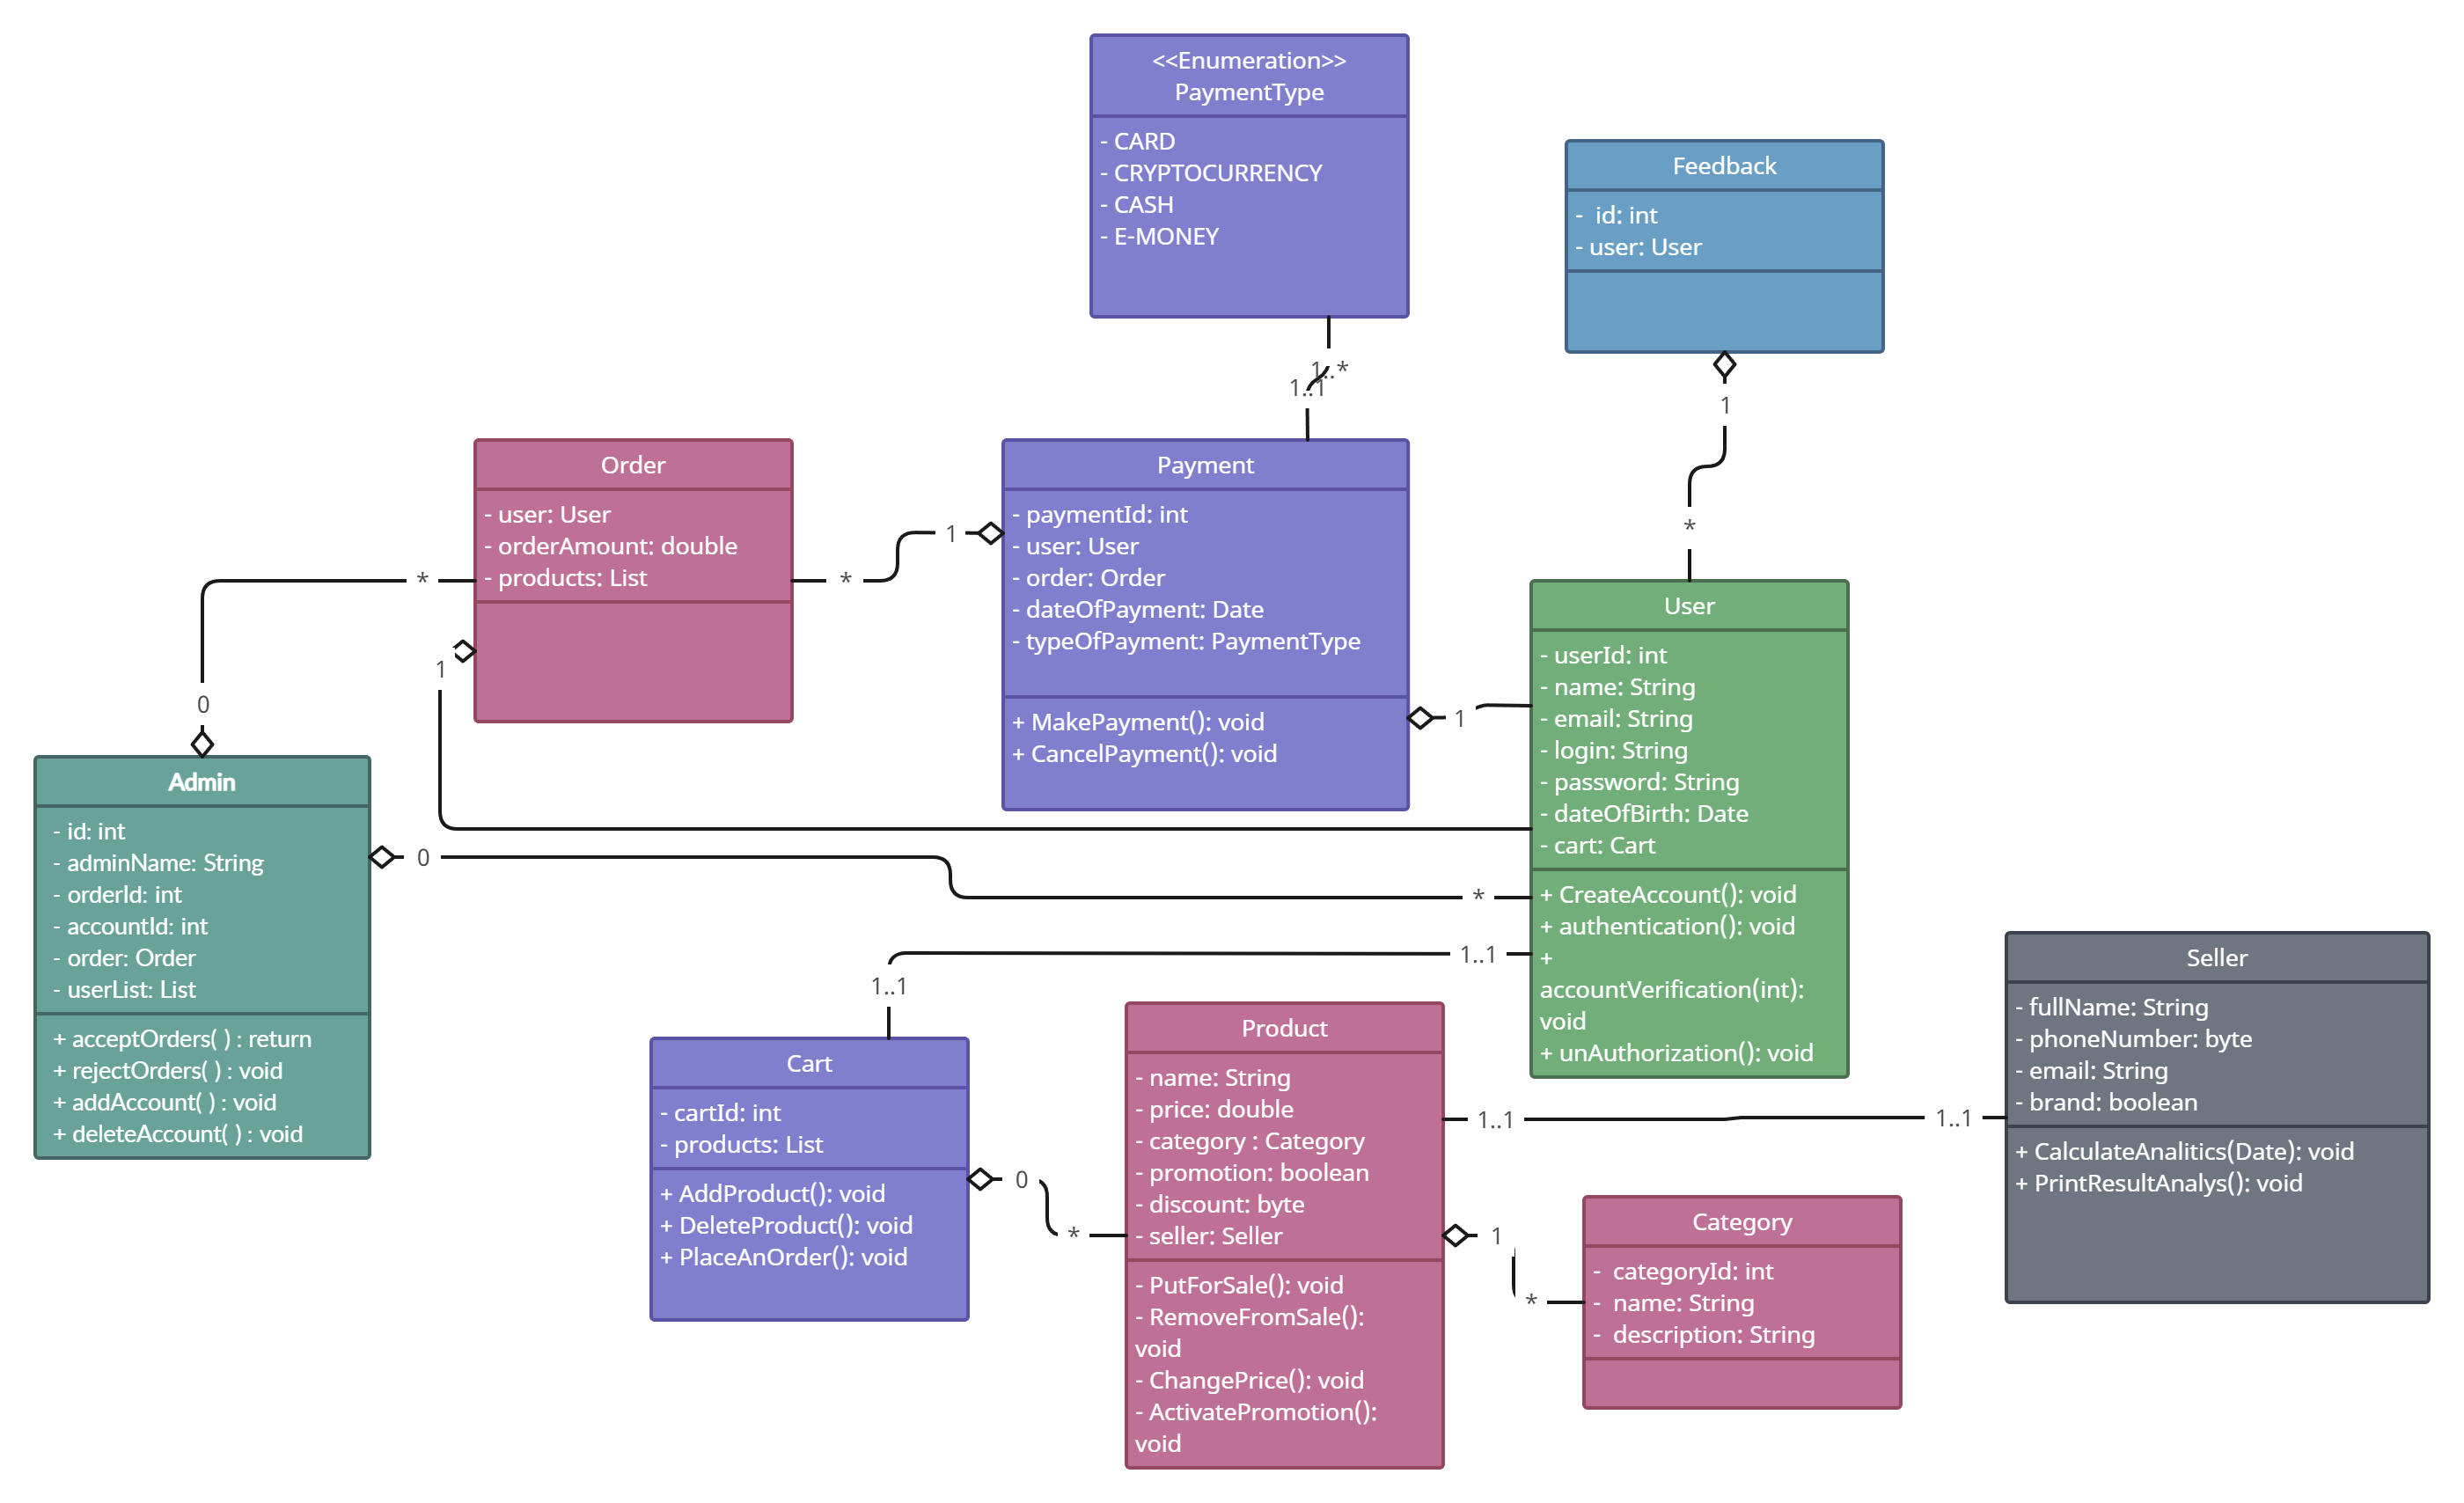 <<Enumeration>>
PaymentType
- CARD
- CRYPTOCURRENCY
- CASH
- E-MONEY
Feedback
-  id: int
- user: User
1..*
1..1
1
*
Order
- user: User
- orderAmount: double
- products: List
*
1
*
1
0
Payment
- paymentId: int
- user: User
- order: Order
- dateOfPayment: Date
- typeOfPayment: PaymentType
+ MakePayment(): void
+ CancelPayment(): void
1
User
- userId: int
- name: String
- email: String
- login: String
- password: String
- dateOfBirth: Date
- cart: Cart
+ CreateAccount(): void
+ authentication(): void
+
accountVerification(int):
void
+ unAuthorization(): void
Admin
- id: int
- adminName: String
- orderId: int
- accountId: int
- order: Order
- userList: List
+ acceptOrders( ) : return
+ rejectOrders( ) : void
+ addAccount( ) : void
+ deleteAccount( ) : void
0
*
1..1
1..1
Cart
- cartId: int
- products: List
+ AddProduct(): void
+ DeleteProduct(): void
+ PlaceAnOrder(): void
0
*
Product
- name: String
- price: double
- category : Category
- promotion: boolean
- discount: byte
- seller: Seller
- PutForSale(): void
- RemoveFromSale():
void
- ChangePrice(): void
- ActivatePromotion():
void
1..1
1..1
1
*
Category
-  categoryId: int
-  name: String
-  description: String
Seller
- fullName: String
- phoneNumber: byte
- email: String
- brand: boolean
+ CalculateAnalitics(Date): void
+ PrintResultAnalys(): void